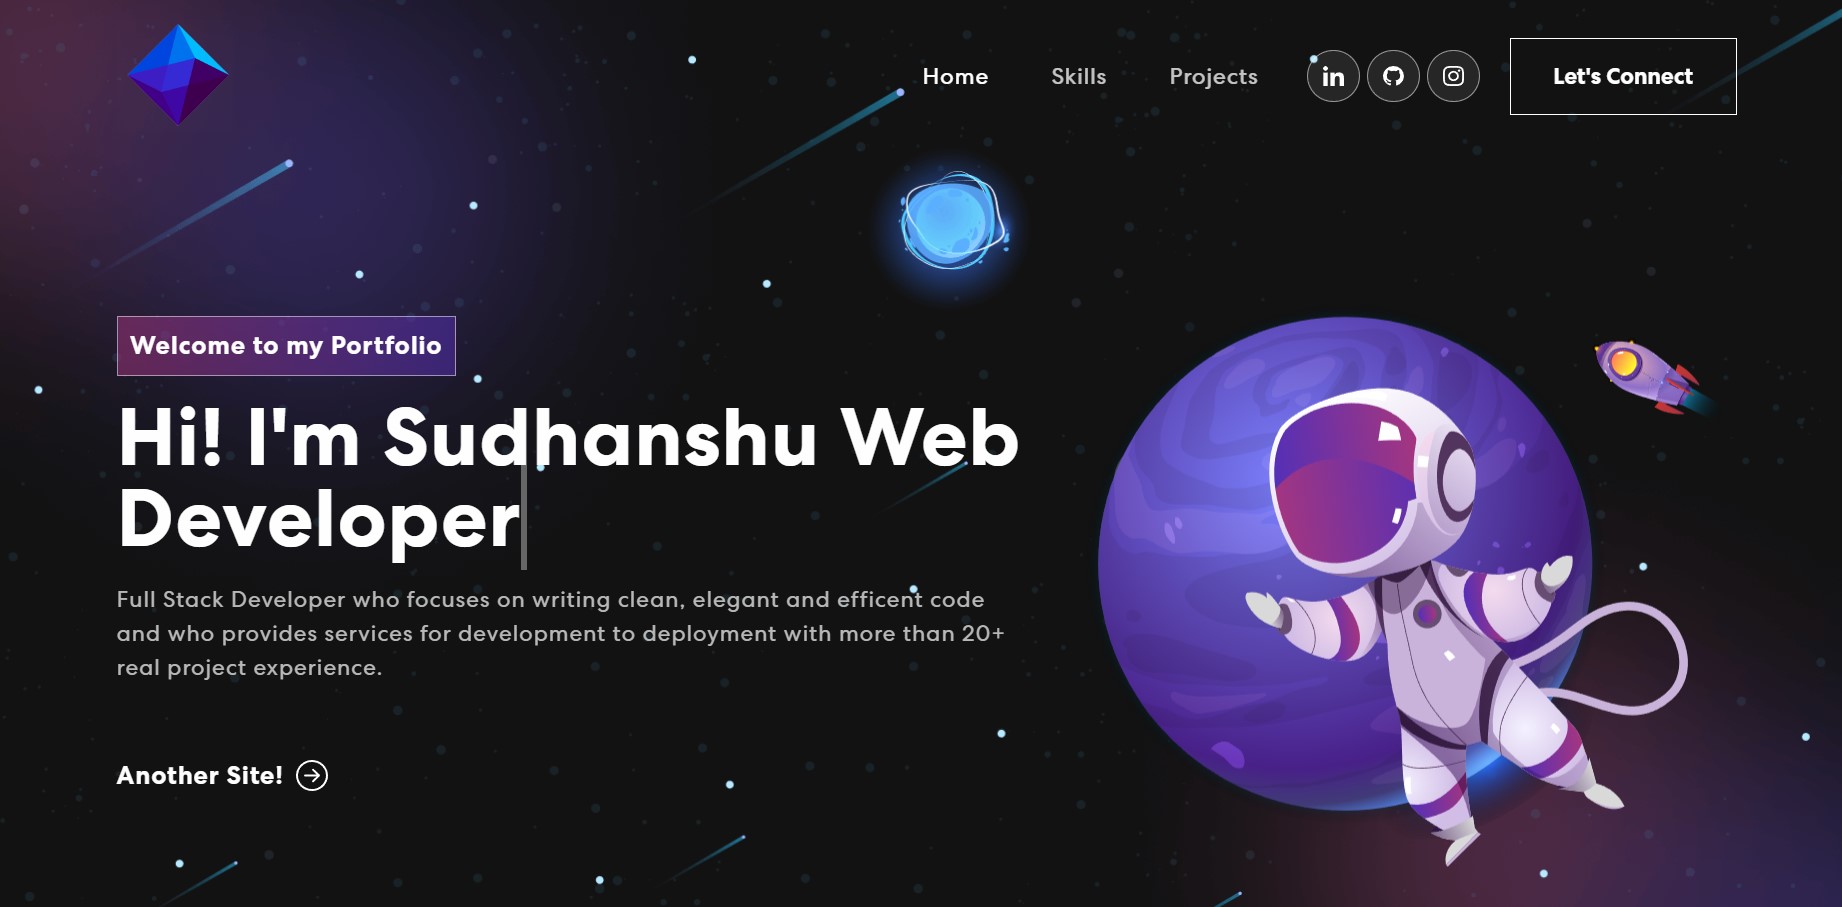 Home Skills Projects in Let's Connect
Welcome to my Portfolio
Hi! I'm Sudhanshu Web
Developer
Full Stack Developer who focuses on writing clean, elegant and efficent code
and who provides services for development to deployment with more than 20+
real project experience.
Another Site!